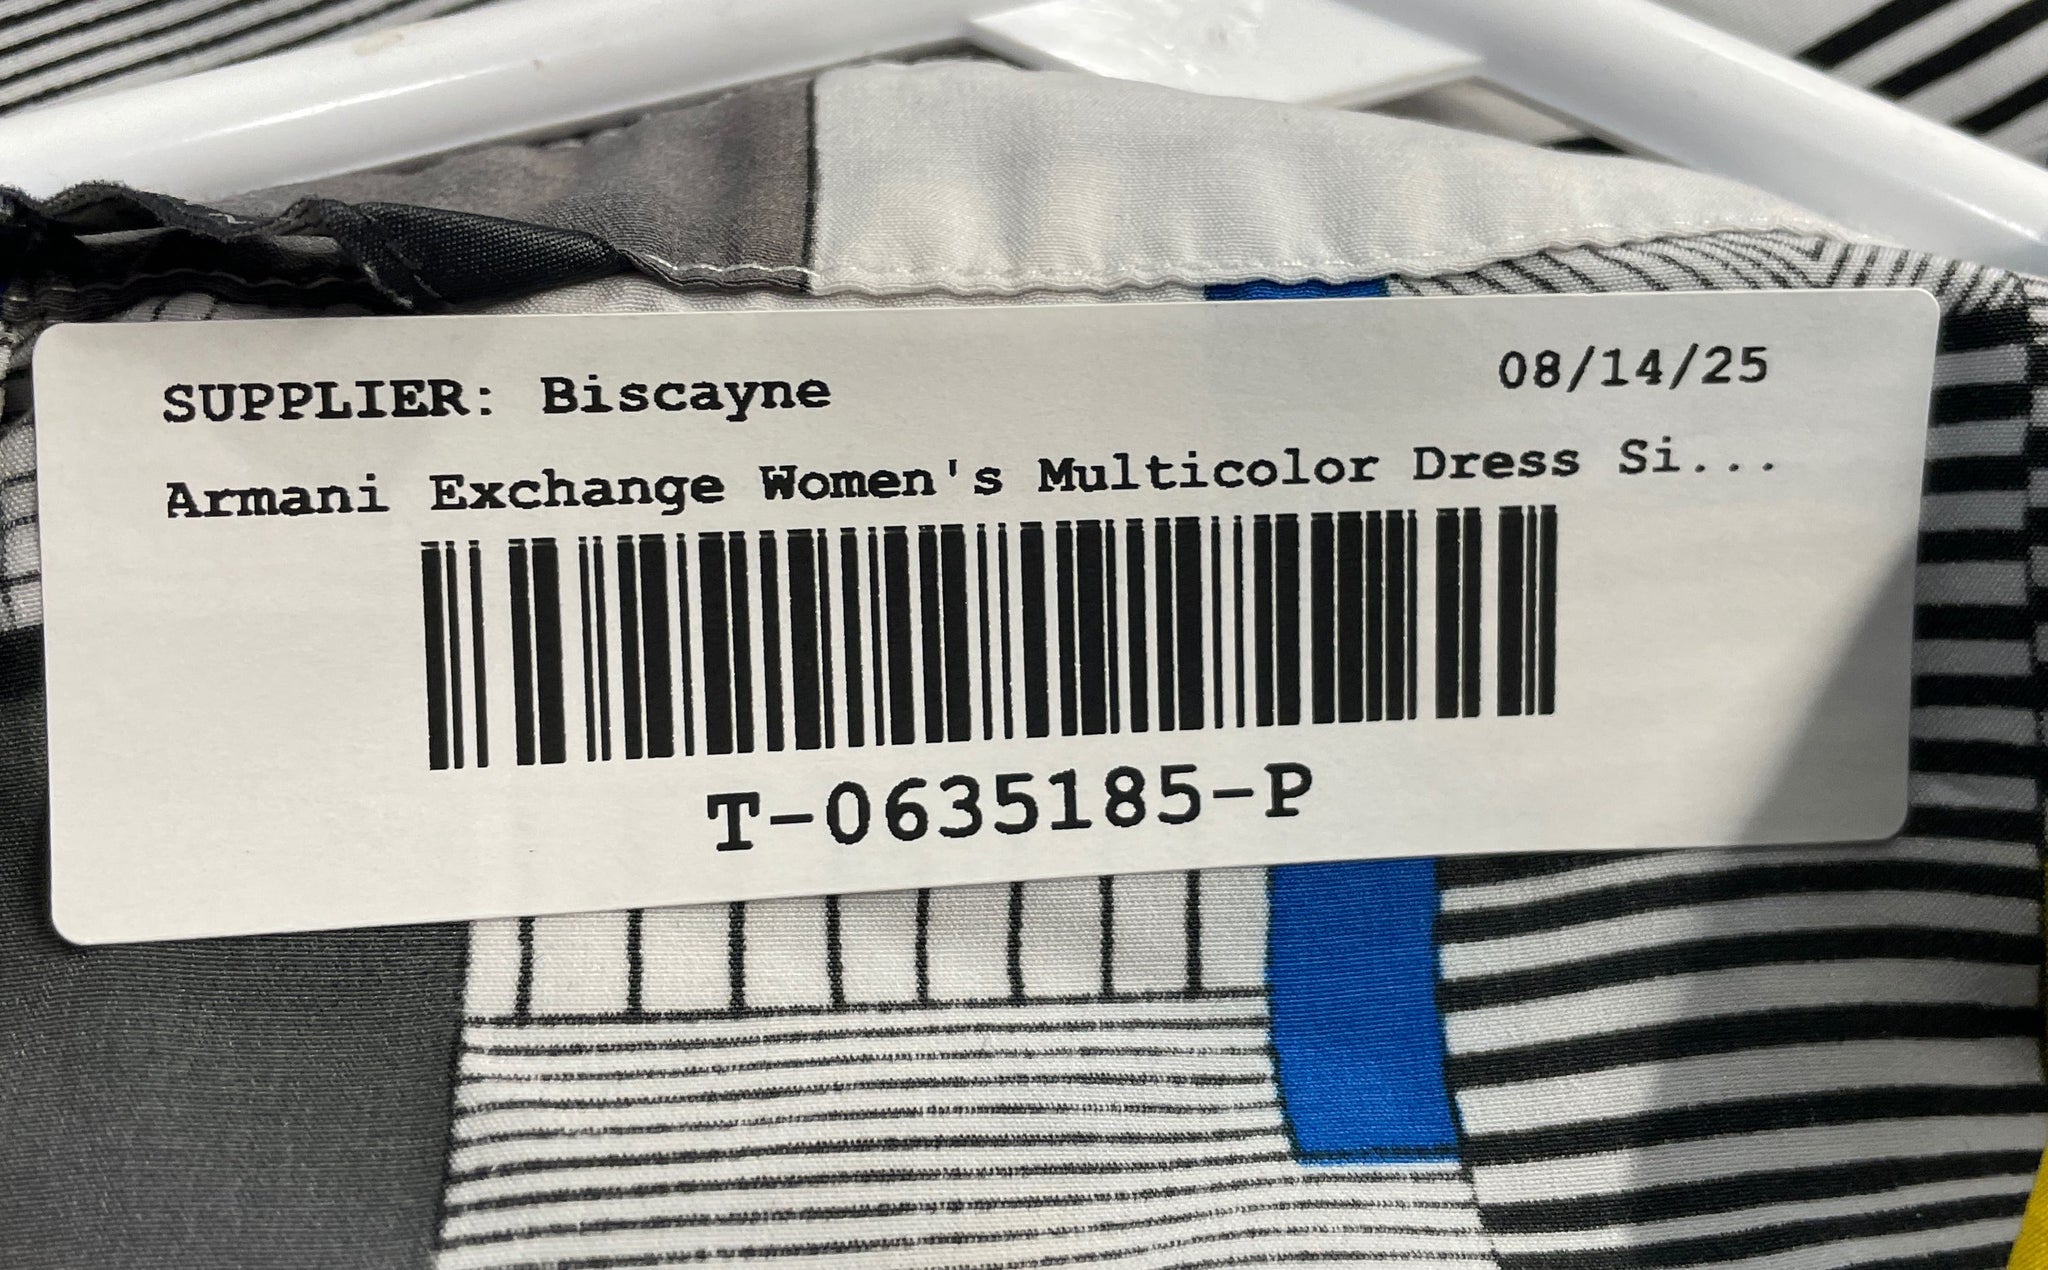 SUPPLIER: Biscayne 08/14/25
Armani Exchange Women's Multicolor Dress Si...
T-0635185-P